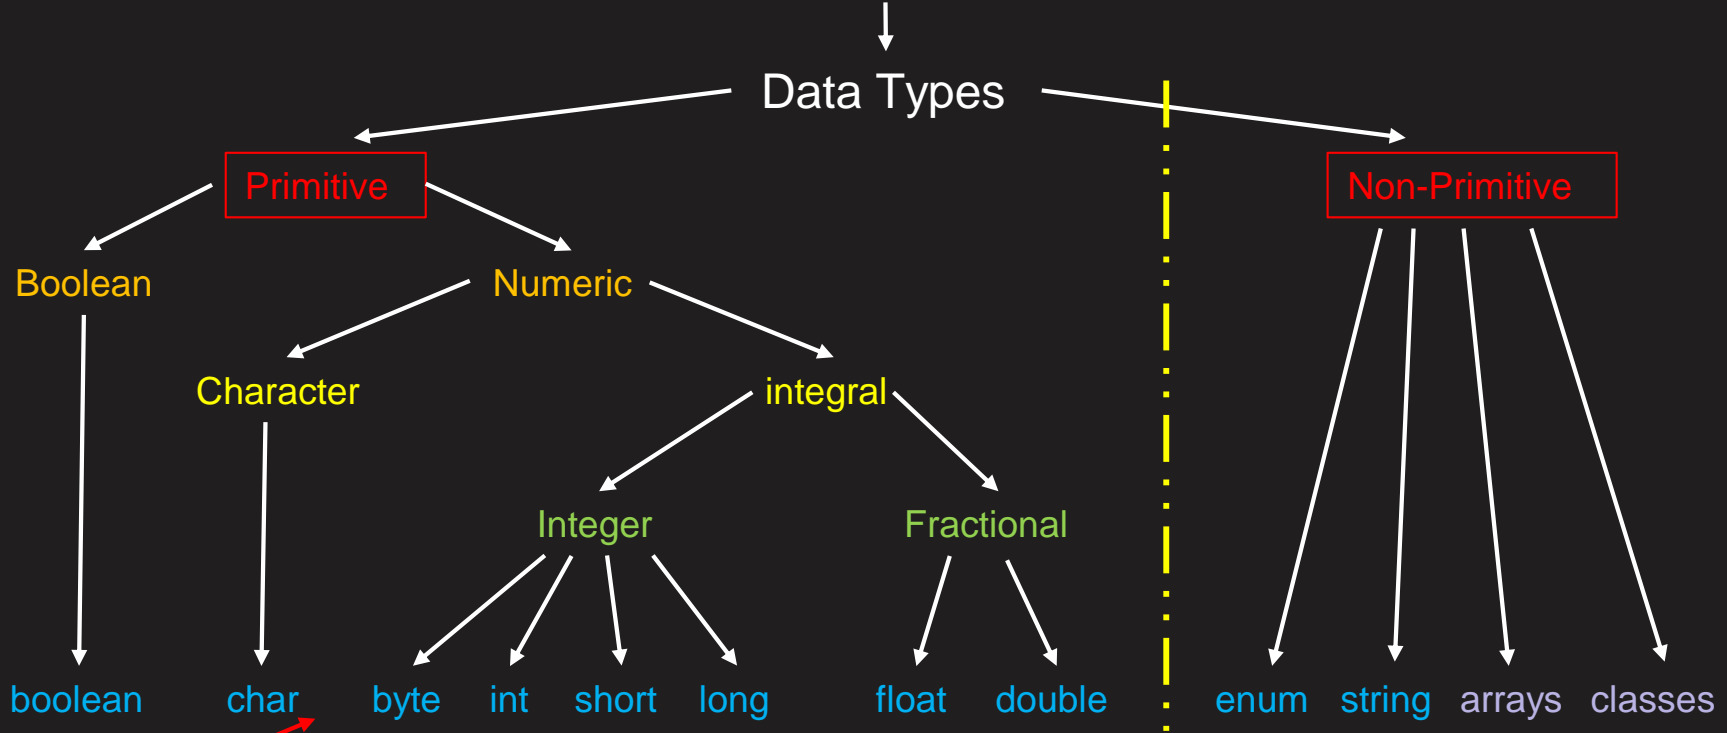 Data Types
Primitive
Non-Primitive
Boolean
Numeric
Character
integral
Integer
Fractional
boolean
char
byte
int
short
long
float
double
enum
string
arrays
classes